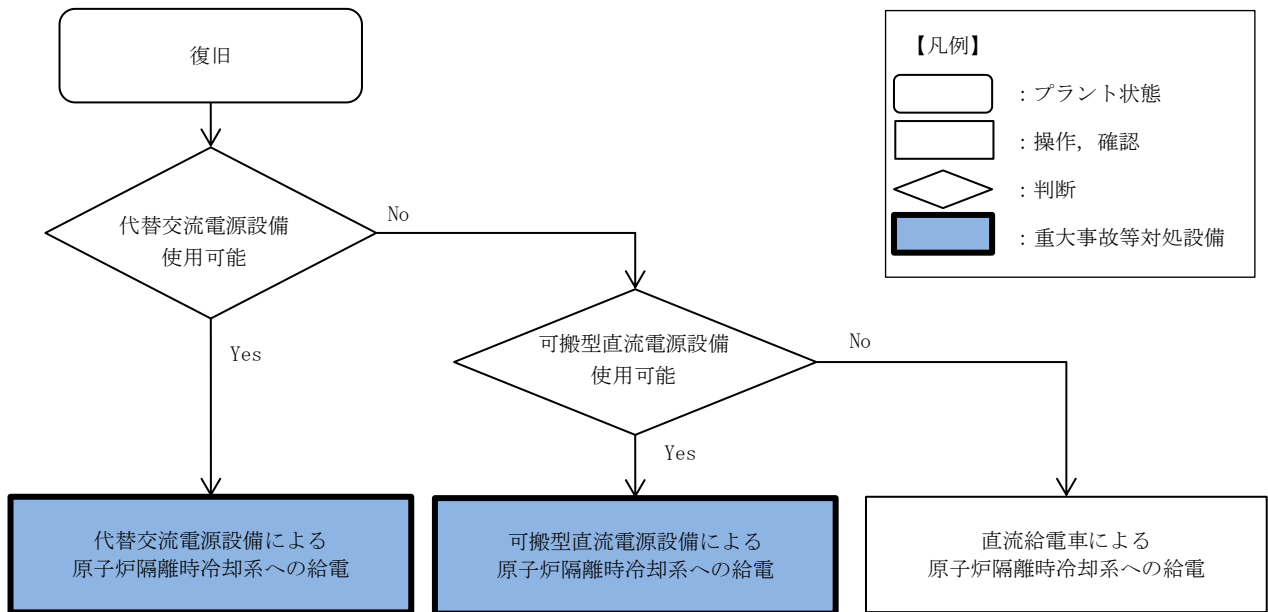 復旧
代替交流電源設備
使用可能
No
Yes
可搬型直流電源設備
使用可能
No
Yes
代替交流電源設備による
原子炉隔離時冷却系への給電
可搬型直流電源設備による
原子炉隔離時冷却系への給電
直流給電車による
原子炉隔離時冷却系への給電
【凡例】
：プラント状態
：操作，確認
：判断
：重大事故等対処設備